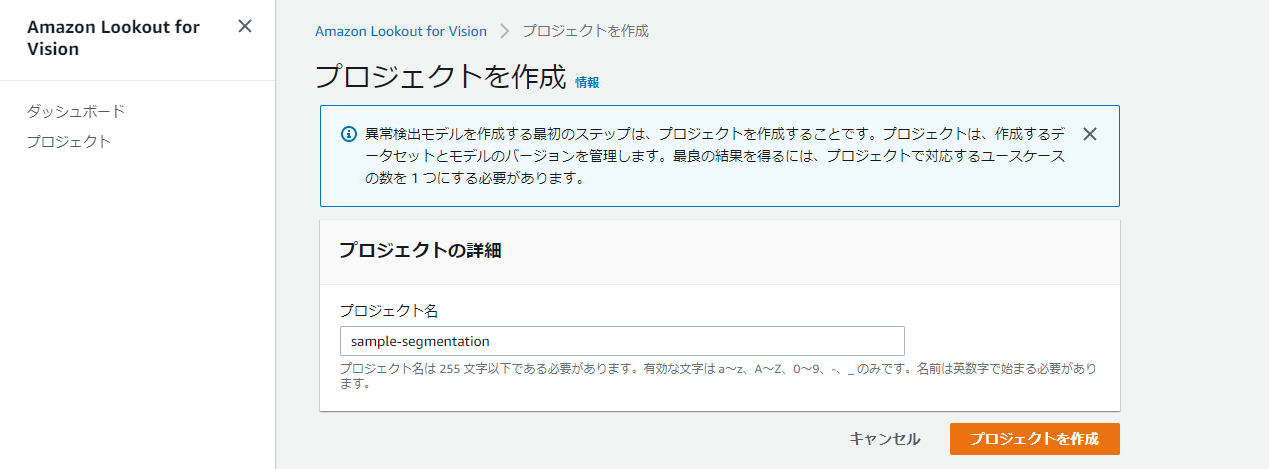 Amazon Lookout for
Vision
ダッシュボード
プロジェクト
Amazon Lookout for Vision
プロジェクトを作成
プロジェクトを作成 情報
異常検出モデルを作成する最初のステップは、プロジェクトを作成することです。プロジェクトは、作成するデ
ータセットとモデルのバージョンを管理します。最良の結果を得るには、プロジェクトで対応するユースケース
の数を 1 つにする必要があります。
プロジェクトの詳細
プロジェクト名
sample-segmentation
プロジェクト名は 255 文字以下である必要があります。有効な文字は a〜z、A〜Z、0〜9、-、_ のみです。名前は英数字で始まる必要があり
ます。
キャンセル
プロジェクトを作成